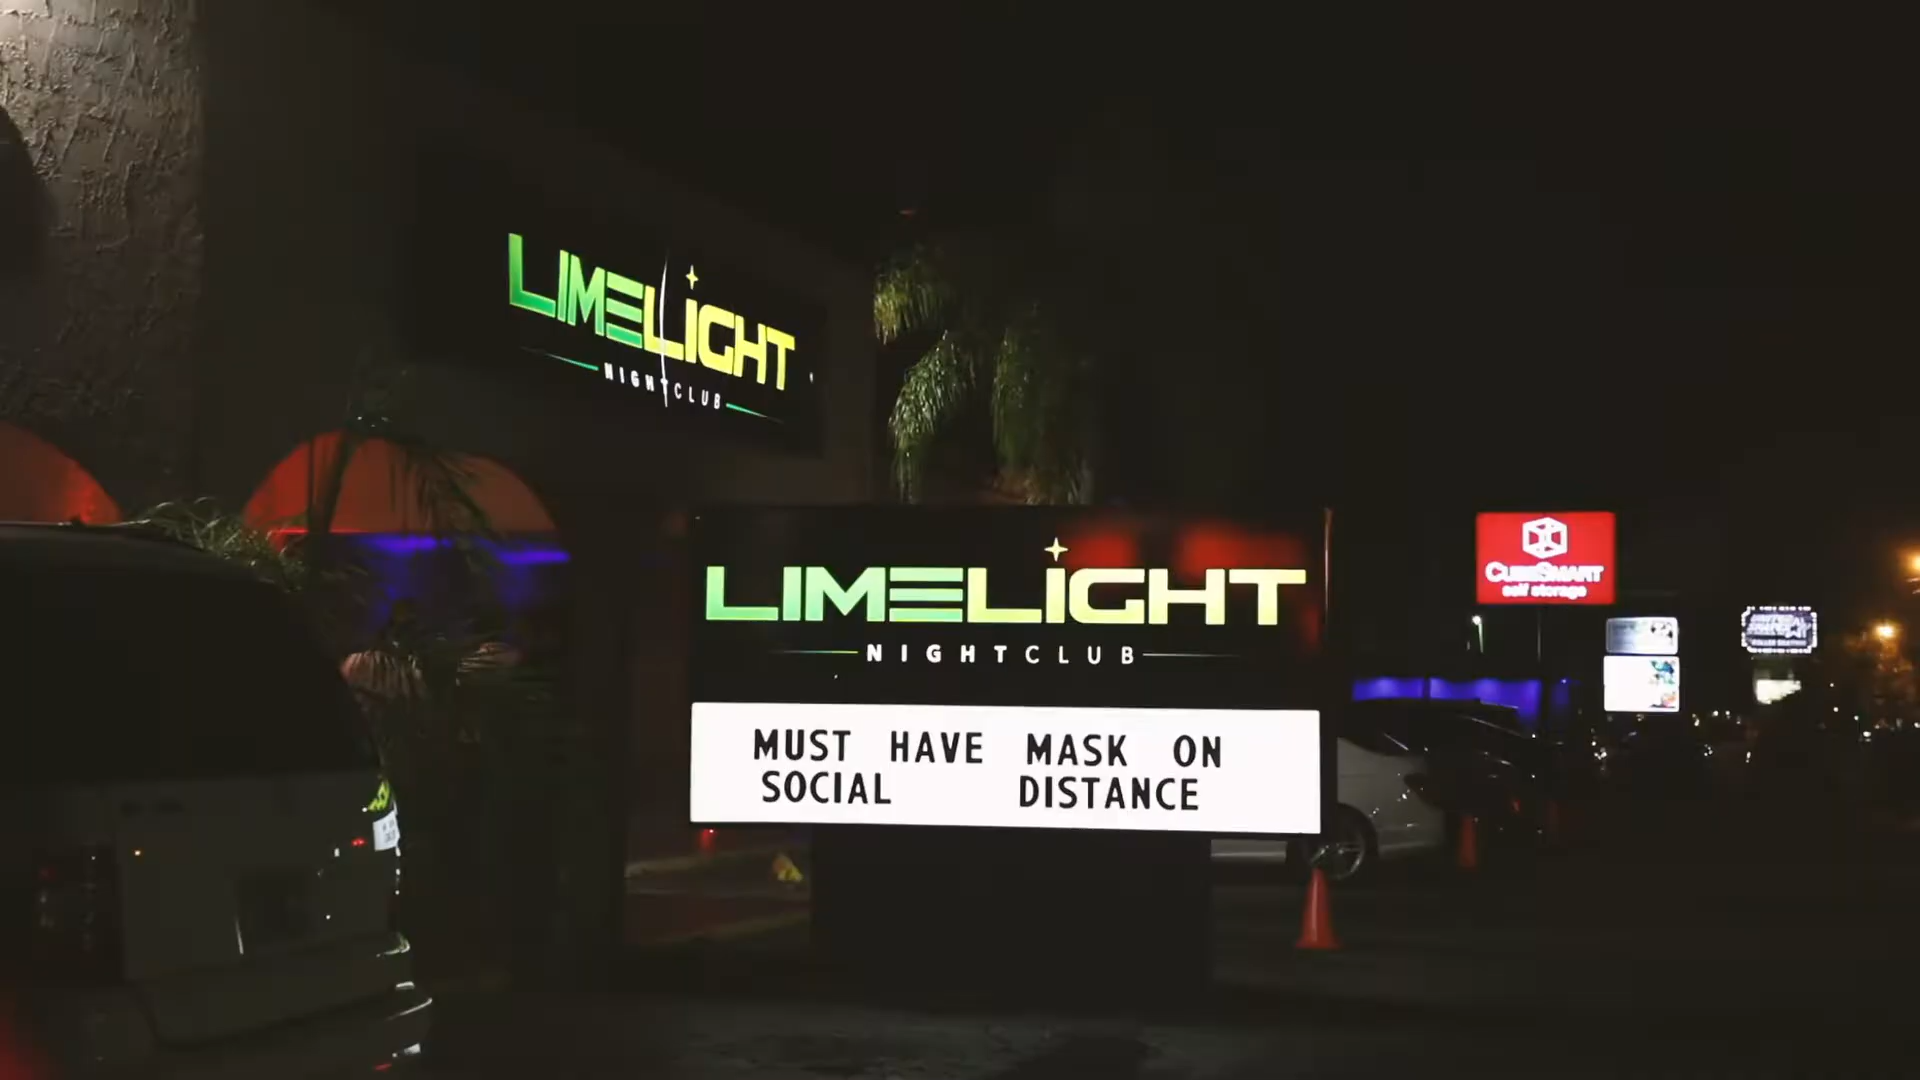 LIMELIGHT
NIGHTCLUB
LIMELIGHT
NIGHTCLUB
MUST HAVE MASK ON
SOCIAL DISTANCE
CUBESMART
self storage